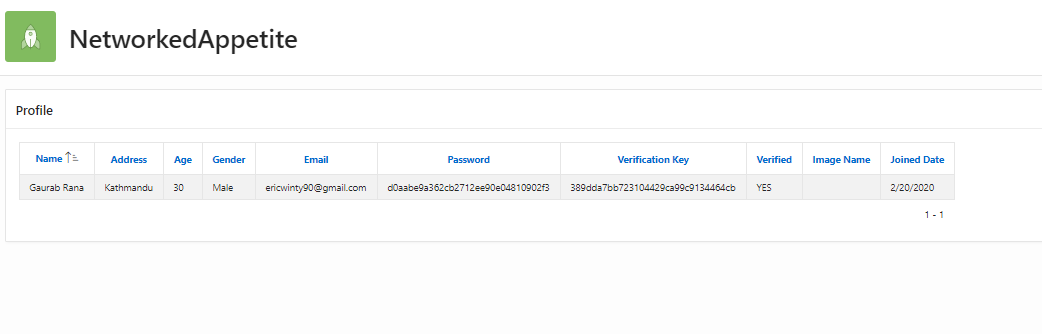 NetworkedAppetite
Profile
Name Address Age Gender Email Password Verification Key Verified Image Name Joined Date
Gaurab Rana Kathmandu 30 Male ericwinty90@gmail.com d0aabe9a362cb2712ee90e04810902f3 389dda7bb723104429ca99c9134464cb YES 2/20/2020
1 - 1